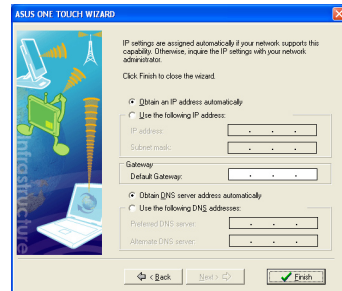 ASUS ONE TOUCH WIZARD
IP settings are assigned automatically if your network supports this
capability. Otherwise, inquire the IP settings with your network
administrator.
Click Finish to close the wizard.
Obtain an IP address automatically
Use the following IP address:
IP address:
Subnet mask:
Gateway
Default Gateway:
Obtain DNS server address automatically
Use the following DNS addresses:
Preferred DNS server:
Alternate DNS server:
< Back
Next >
Finish
Infrastructure